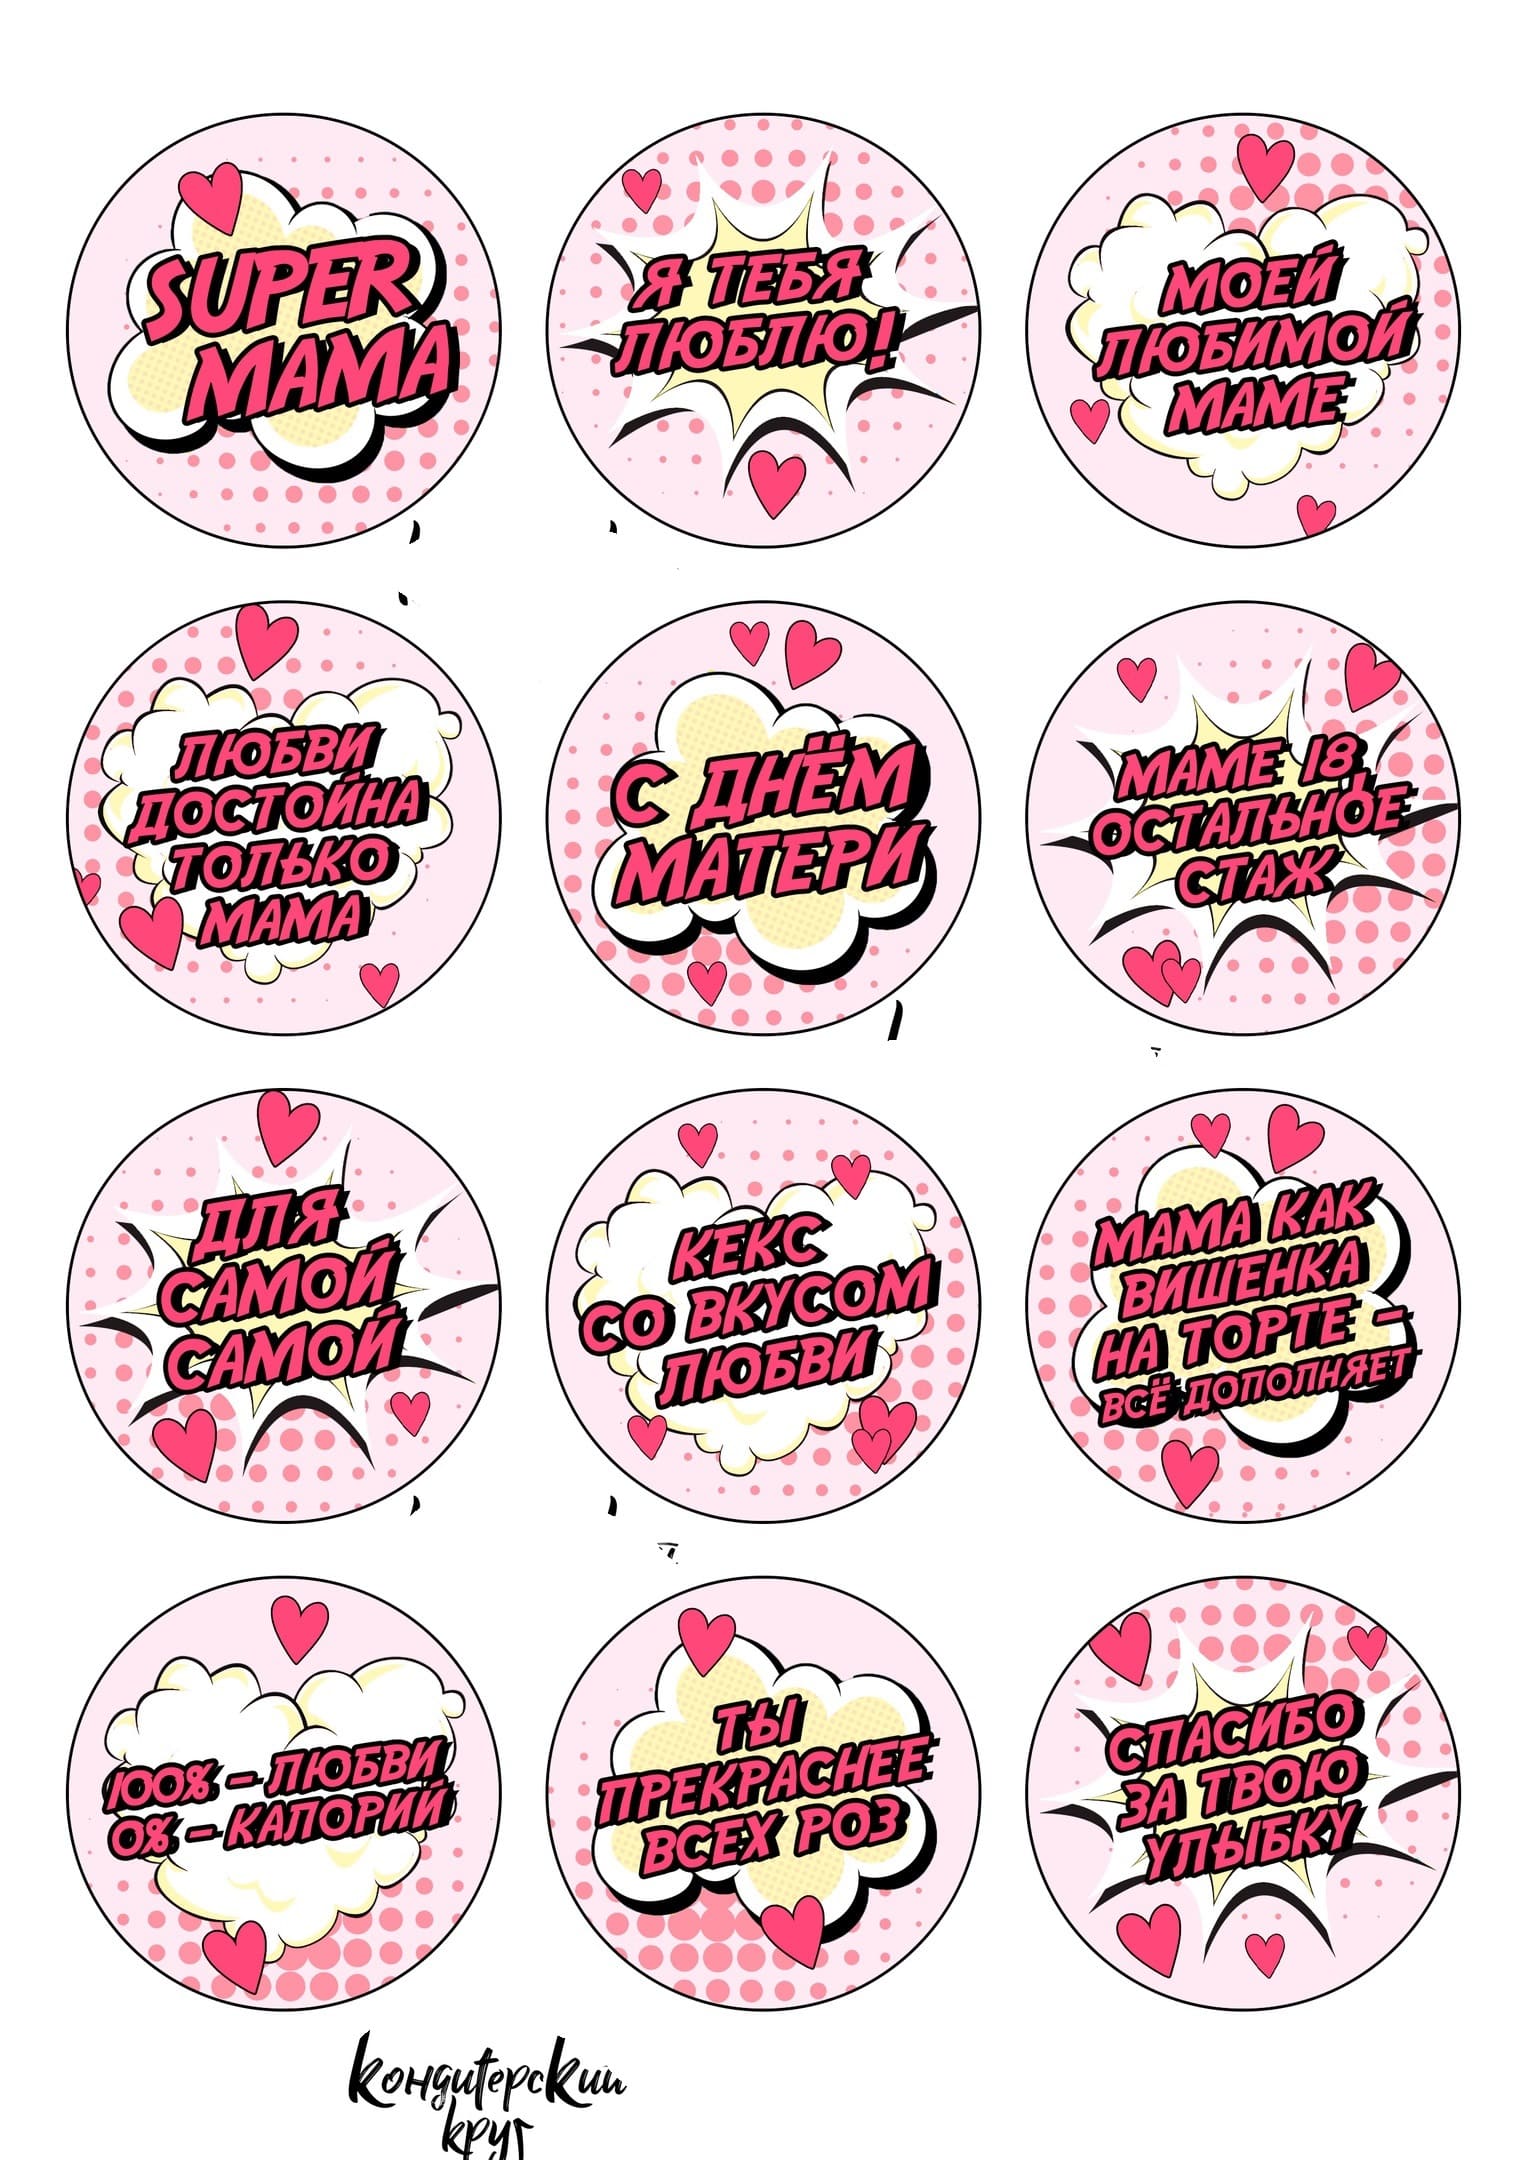 SUPER
МАМА
Я ТЕБЯ
ЛЮБЛЮ!
МОЕЙ
ЛЮБИМОЙ
МАМЕ
ЛЮБВИ
ДОСТОЙНА
ТОЛЬКО
МАМА
С ДНЁМ
МАТЕРИ
МАМЕ 18,
ОСТАЛЬНОЕ
СТАЖ
ДЛЯ
САМОЙ
САМОЙ
КЕКС
СО ВКУСОМ
ЛЮБВИ
МАМА КАК
ВИШЕНКА
НА ТОРТЕ -
ВСЁ ДОПОЛНЯЕТ
100% - ЛЮБВИ
0% - КАЛОРИЙ
ТЫ
ПРЕКРАСНЕЕ
ВСЕХ РОЗ
СПАСИБО
ЗА ТВОЮ
УЛЫБКУ
Кондитерский
круг